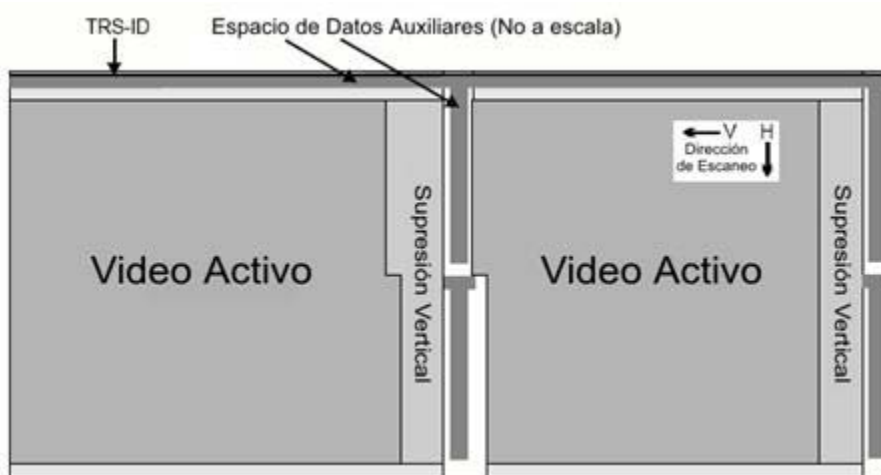 TRS-ID
Espacio de Datos Auxiliares (No a escala)
V H
Dirección
de Escaneo
Video Activo
Supresión Vertical
Video Activo
Supresión Vertical